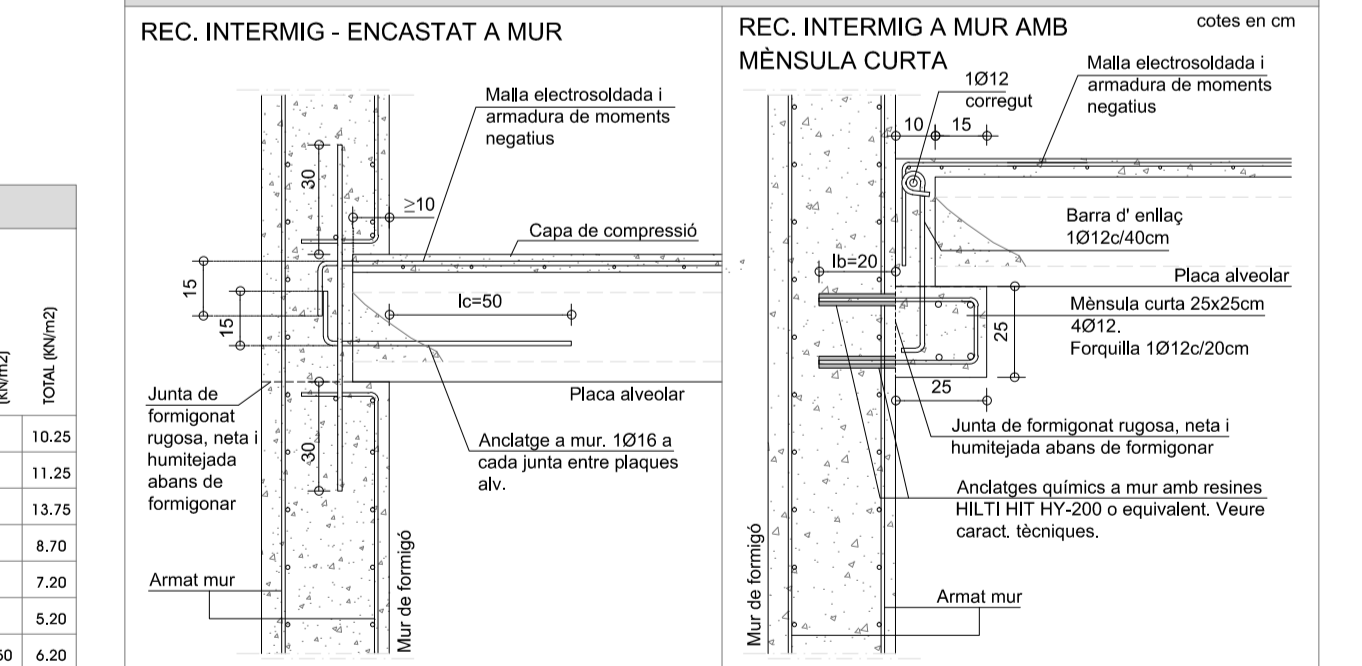 REC. INTERMIG - ENCASTAT A MUR
Malla electrosoldada i
armadura de moments
negatius
30
≥10
Capa de compressió
15
15
lc=50
Junta de
formigonat
rugosa, neta i
humitejada
abans de
formigonar
Placa alveolar
30
Anclatge a mur. 1Ø16 a
cada junta entre plaques
alv.
Armat mur
Mur de formigó
REC. INTERMIG A MUR AMB
MÈNSULA CURTA
cotes en cm
1Ø12
corregut
Malla electrosoldada i
armadura de moments
negatius
10
15
Barra d' enllaç
1Ø12c/40cm
lb=20
Placa alveolar
Mènsula curta 25x25cm
4Ø12.
Forquilla 1Ø12c/20cm
25
25
Junta de formigonat rugosa, neta i
humitejada abans de formigonar
Anclatges químics a mur amb resines
HILTI HIT HY-200 o equivalent. Veure
caract. tècniques.
Mur de formigó
Armat mur
(KN/m2)
TOTAL (KN/m2)
10.25
11.25
13.75
8.70
7.20
5.20
6.20